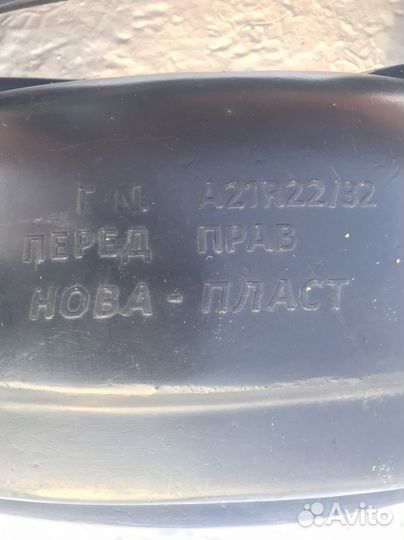 Г N. A21R22/32
ПЕРЕД ПРАВ
НОВА - ПЛАСТ
Avito